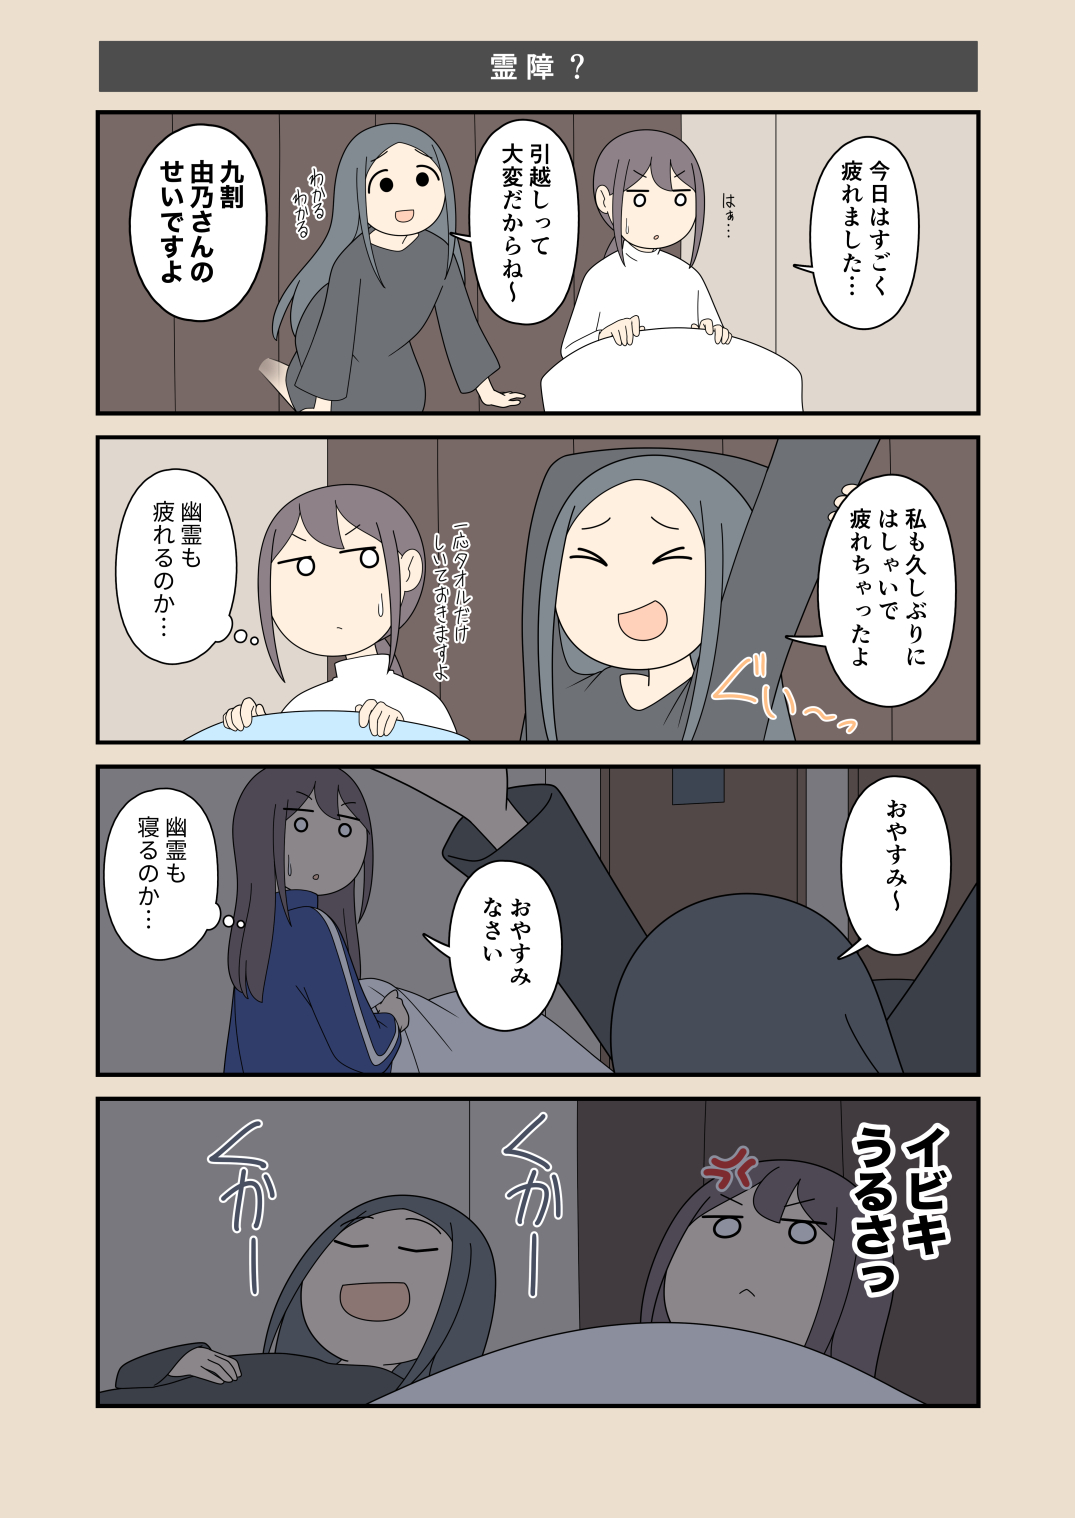 霊障？
今日はすごく
疲れました…
はぁ…
引越しって
大変だからね～
わかる
わかる
九割
由乃さんの
せいですよ
私も久しぶりに
はしゃいで
疲れちゃったよ
ぐぃ～っ
一応タオルだけ
しいておきますよ
幽霊も
疲れるのか…
おやすみ～
おやすみ
なさい
幽霊も
寝るのか…
イビキ
うるさっ
くかー
くかー